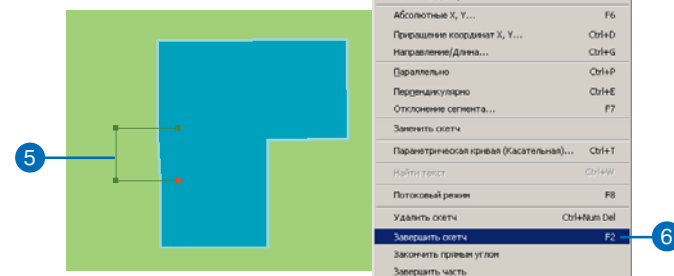 Абсолютные X, Y... F6
Приращение координат X, Y... Ctrl+D
Направление/Длина... Ctrl+G
Параллельно Ctrl+P
Перпендикулярно Ctrl+E
Отклонение сегмента... F7
Заменить скетч
Параметрическая кривая (Касательная)... Ctrl+T
Найти текст Ctrl+W
Потоковый режим F8
Удалить скетч Ctrl+Num Del
Завершить скетч F2
Закончить прямым углом
Завершить часть
5
6